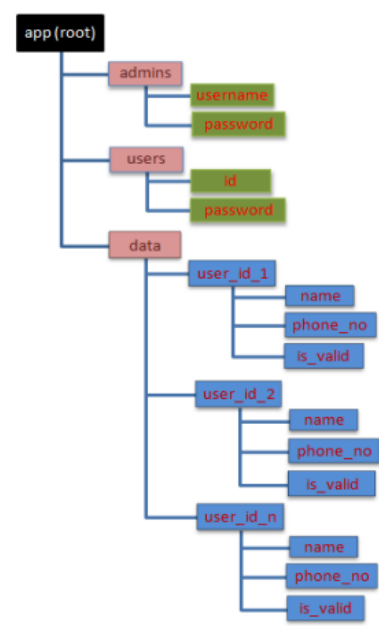 app (root)
admins
username
password
users
id
password
data
user_id_1
name
phone_no
is_valid
user_id_2
name
phone_no
is_valid
user_id_n
name
phone_no
is_valid